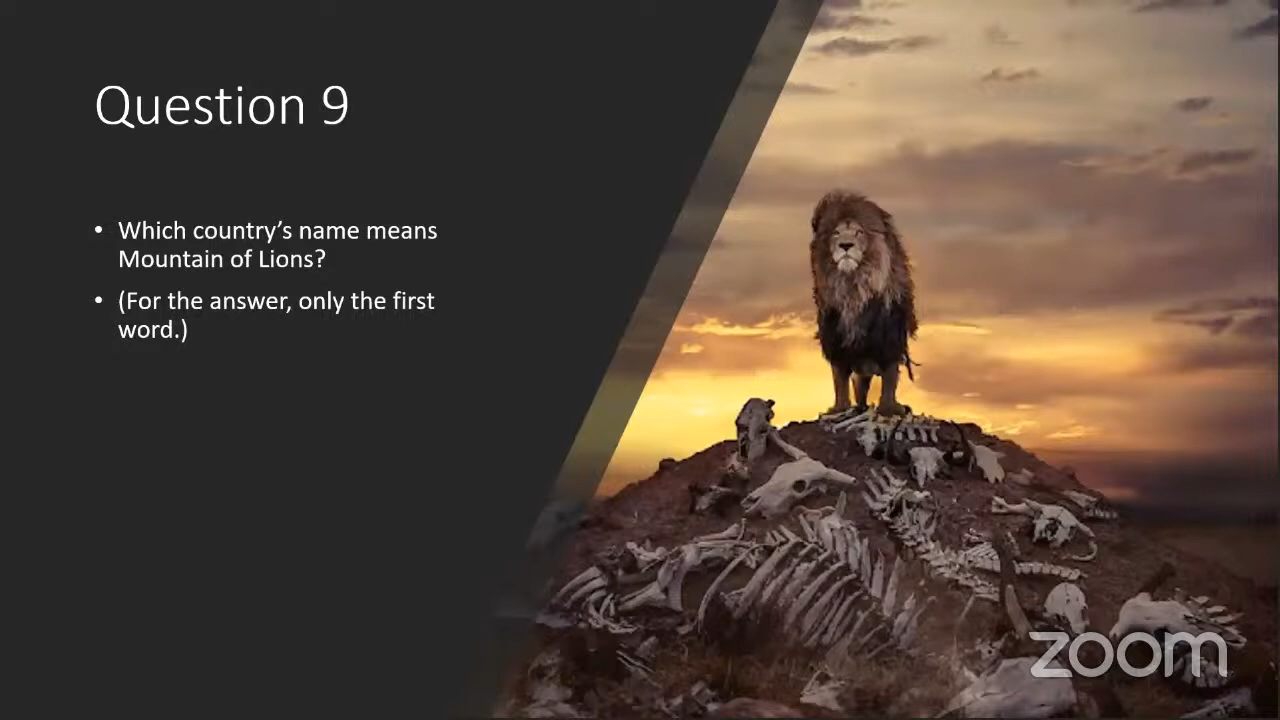 Question 9
• Which country’s name means
Mountain of Lions?
• (For the answer, only the first
word.)
zoom